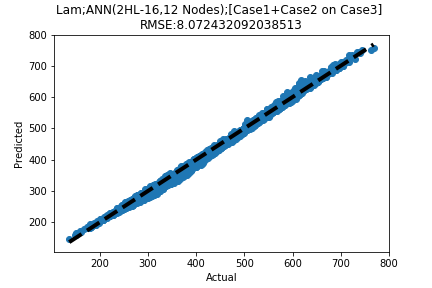 Lam;ANN(2HL-16,12 Nodes);[Case1+Case2 on Case3]
RMSE:8.072432092038513
800
700
600
500
400
300
200
Predicted
200 300 400 500 600 700 800
Actual